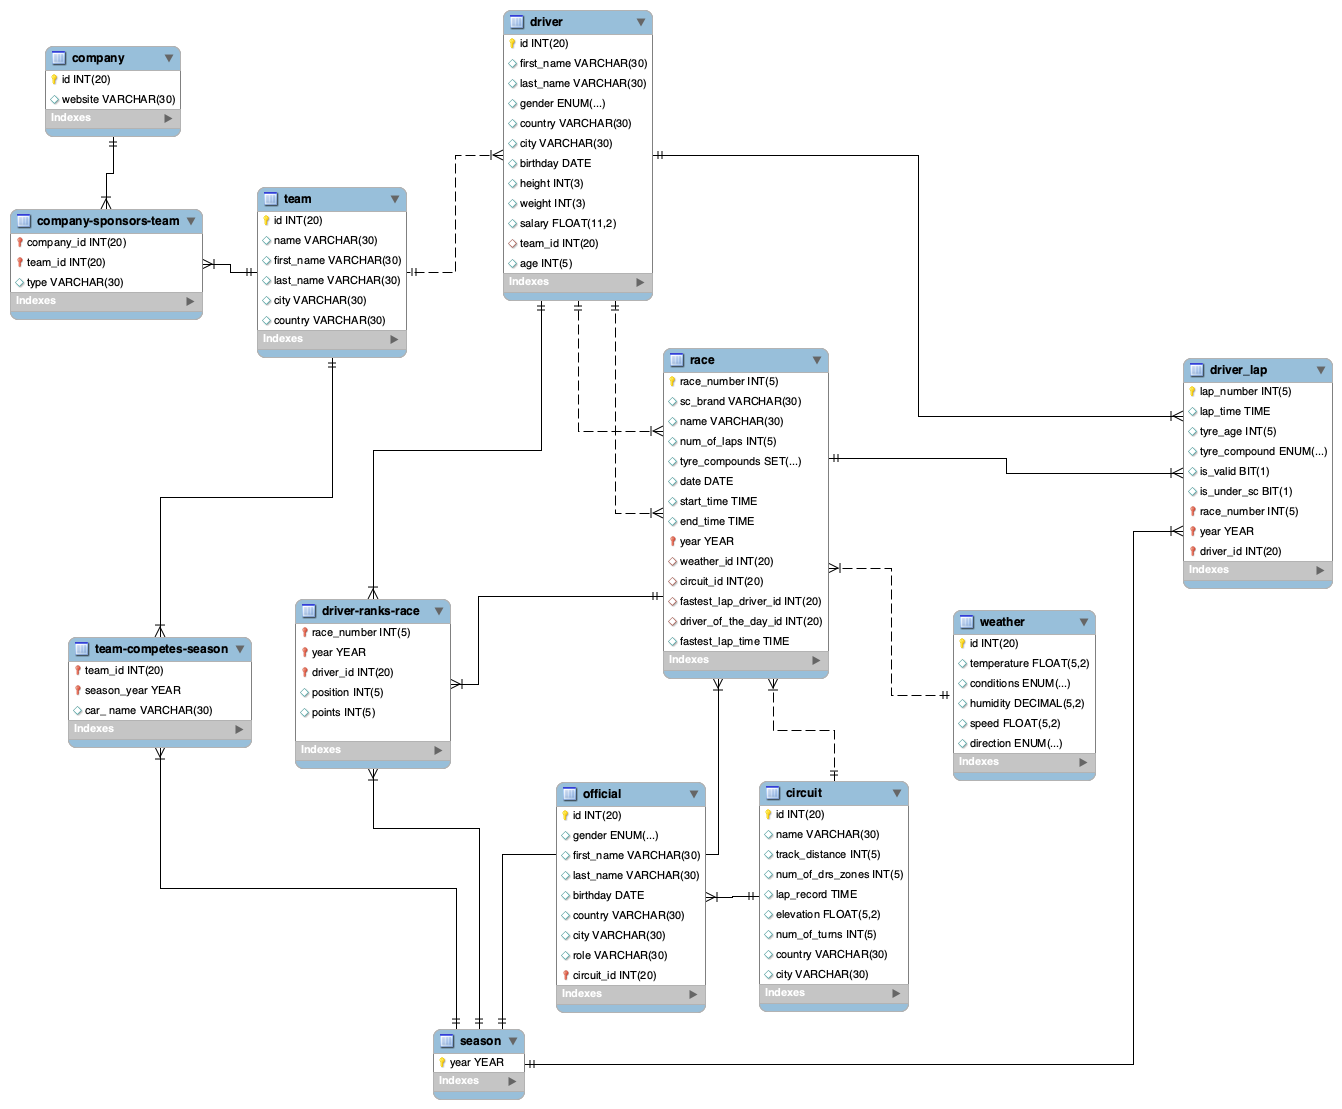 driver
id INT(20)
first_name VARCHAR(30)
last_name VARCHAR(30)
gender ENUM(...)
country VARCHAR(30)
city VARCHAR(30)
birthday DATE
height INT(3)
weight INT(3)
salary FLOAT(11,2)
team_id INT(20)
age INT(5)
Indexes
company
id INT(20)
website VARCHAR(30)
Indexes
company-sponsors-team
company_id INT(20)
team_id INT(20)
type VARCHAR(30)
Indexes
team
id INT(20)
name VARCHAR(30)
first_name VARCHAR(30)
last_name VARCHAR(30)
city VARCHAR(30)
country VARCHAR(30)
Indexes
race
race_number INT(5)
sc_brand VARCHAR(30)
name VARCHAR(30)
num_of_laps INT(5)
tyre_compounds SET(...)
date DATE
start_time TIME
end_time TIME
year YEAR
weather_id INT(20)
circuit_id INT(20)
fastest_lap_driver_id INT(20)
driver_of_the_day_id INT(20)
fastest_lap_time TIME
Indexes
driver_lap
lap_number INT(5)
lap_time TIME
tyre_age INT(5)
tyre_compound ENUM(...)
is_valid BIT(1)
is_under_sc BIT(1)
race_number INT(5)
year YEAR
driver_id INT(20)
Indexes
driver-ranks-race
race_number INT(5)
year YEAR
driver_id INT(20)
position INT(5)
points INT(5)
Indexes
team-competes-season
team_id INT(20)
season_year YEAR
car_ name VARCHAR(30)
Indexes
weather
id INT(20)
temperature FLOAT(5,2)
conditions ENUM(...)
humidity DECIMAL(5,2)
speed FLOAT(5,2)
direction ENUM(...)
Indexes
official
id INT(20)
gender ENUM(...)
first_name VARCHAR(30)
last_name VARCHAR(30)
birthday DATE
country VARCHAR(30)
city VARCHAR(30)
role VARCHAR(30)
circuit_id INT(20)
Indexes
circuit
id INT(20)
name VARCHAR(30)
track_distance INT(5)
num_of_drs_zones INT(5)
lap_record TIME
elevation FLOAT(5,2)
num_of_turns INT(5)
country VARCHAR(30)
city VARCHAR(30)
Indexes
season
year YEAR
Indexes